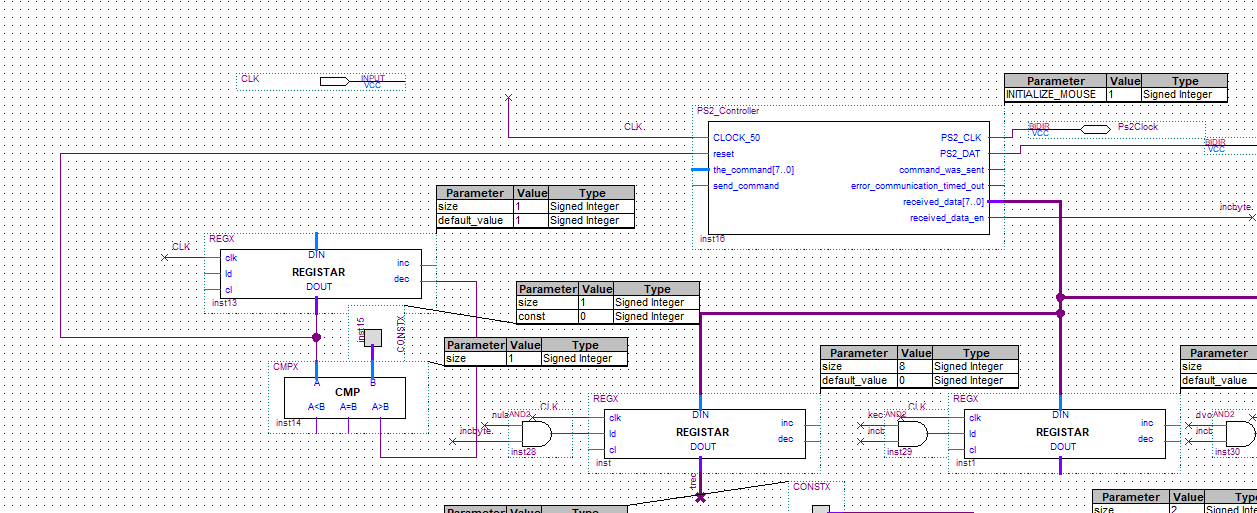 CLK
INPUT
VCC
Parameter Value Type
INITIALIZE_MOUSE 1 Signed Integer
PS2_Controller
CLK
CLOCK_50
reset
the_command[7..0]
send_command
PS2_CLK
PS2_DAT
command_was_sent
error_communication_timed_out
received_data[7..0]
received_data_en
inst16
BIDIR
VCC
Ps2Clock
BIDIR
VCC
incbyte
Parameter Value Type
size 1 Signed Integer
default_value 1 Signed Integer
REGX
CLK
clk
ld
cl
DIN
REGISTAR
DOUT
inc
dec
inst13
Parameter Value Type
size 1 Signed Integer
const 0 Signed Integer
inst15
CONSTX
Parameter Value Type
size 1 Signed Integer
CMPX
A
B
CMP
A<B A=B A>B
inst14
Parameter Value Type
size 8 Signed Integer
default_value 0 Signed Integer
Parameter
size
default_value
nula
AND2
CLK
incbyte
inst28
REGX
clk
ld
cl
DIN
REGISTAR
DOUT
inc
dec
inst
trec
kec
AND2
CLK
incb
inst29
REGX
clk
ld
cl
DIN
REGISTAR
DOUT
inc
dec
inst1
dvo
AND2
incb
inst30
CONSTX
Parameter Value Type
Parameter Value
size 2 Signed